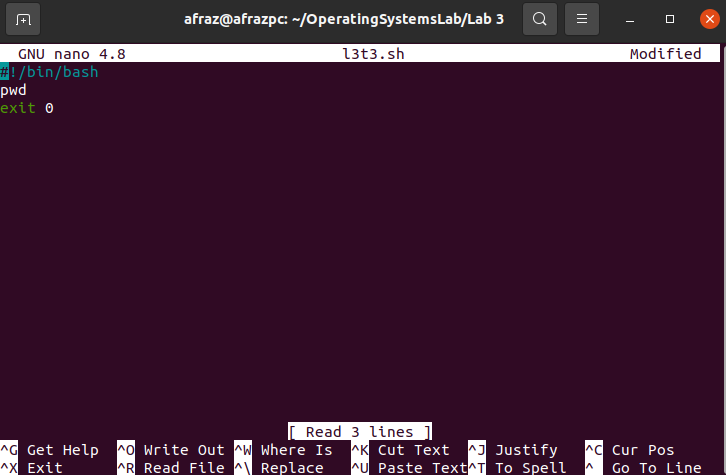 afraz@afrazpc: ~/OperatingSystemsLab/Lab 3
GNU nano 4.8 l3t3.sh Modified
#!/bin/bash
pwd
exit 0
[ Read 3 lines ]
^G Get Help ^O Write Out ^W Where Is ^K Cut Text ^J Justify ^C Cur Pos
^X Exit ^R Read File ^\ Replace ^U Paste Text ^T To Spell ^_ Go To Line